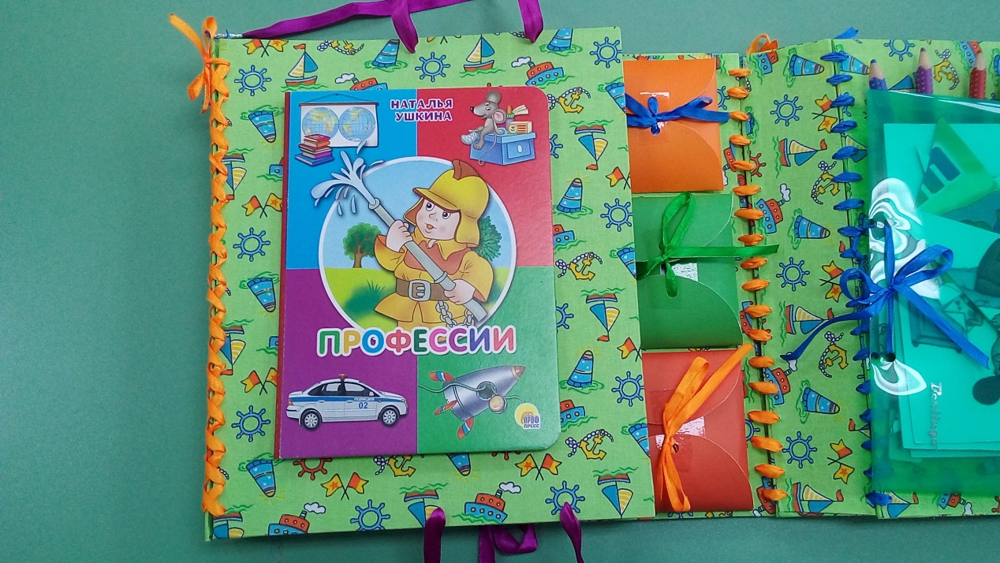 НАТАЛЬЯ
УШКИНА
ПРОФЕССИИ
ПОЛИЦИЯ
02
ПРОФ
ПРЕСС